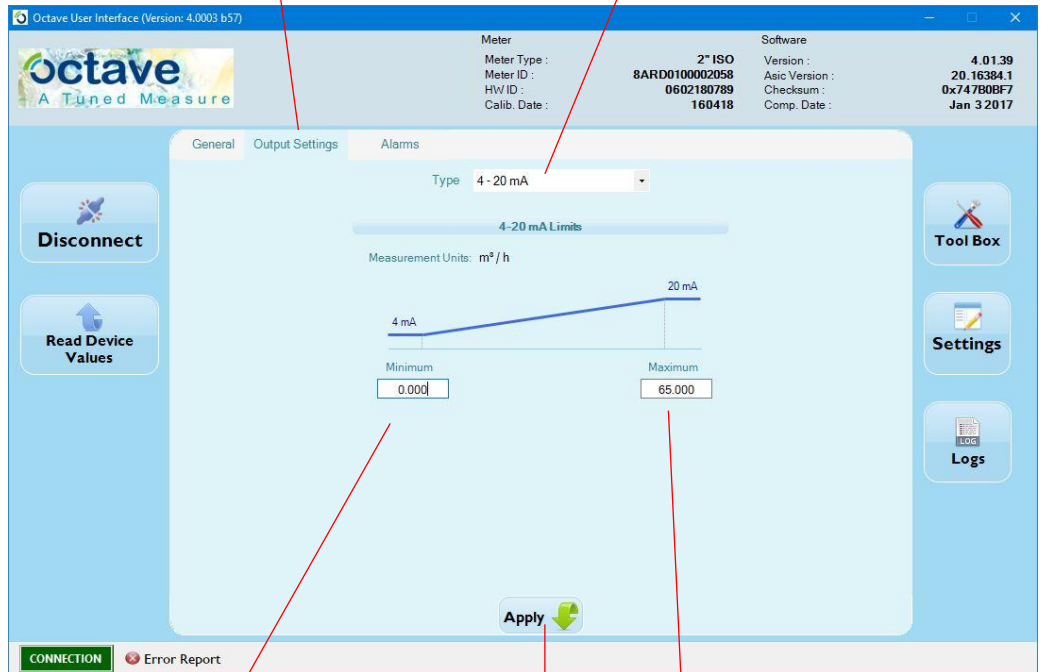 Octave User Interface (Version: 4.0003 b57)
octave
A Tuned Measure
Meter
Meter Type : 2" ISO
Meter ID : 8ARD0100002058
HW ID : 0602180789
Calib. Date : 160418
Software
Version : 4.01.39
Asic Version : 20.16384.1
Checksum : 0x747B0BF7
Comp. Date : Jan 3 2017
General Output Settings Alarms
Type 4 - 20 mA
4-20 mA Limits
Measurement Units: m³ / h
20 mA
4 mA
Minimum Maximum
0.000 65.000
Disconnect
Read Device
Values
Tool Box
Settings
LOG
Logs
Apply
CONNECTION Error Report